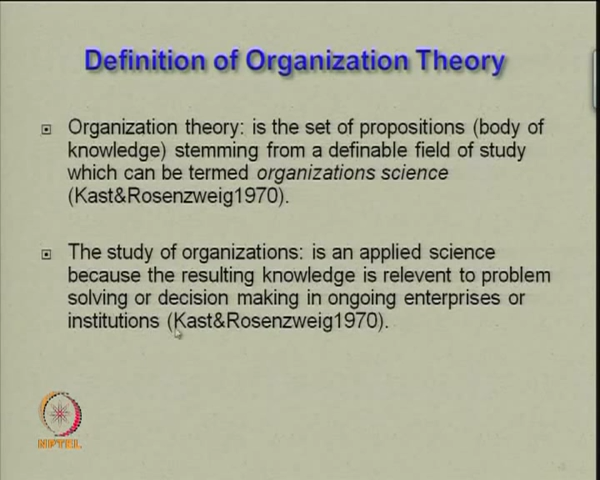 Definition of Organization Theory
Organization theory: is the set of propositions (body of
knowledge) stemming from a definable field of study
which can be termed organizations science
(Kast&Rosenzweig1970).
The study of organizations: is an applied science
because the resulting knowledge is relevent to problem
solving or decision making in ongoing enterprises or
institutions (Kast&Rosenzweig1970).
NPTEL